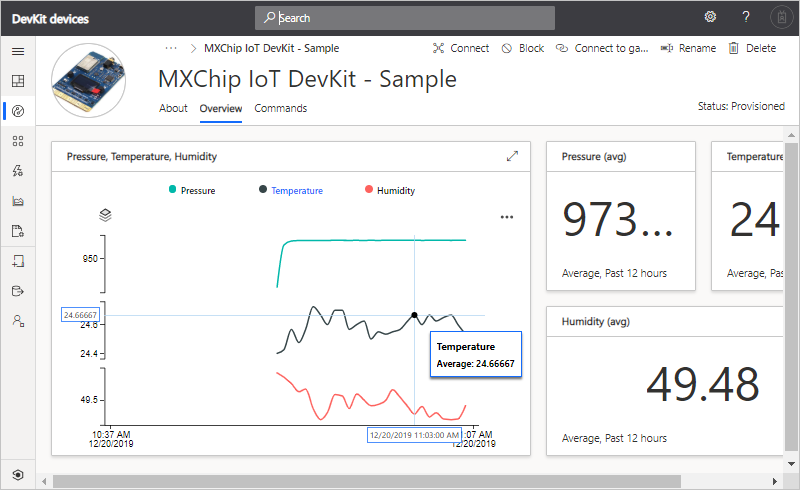 DevKit devices
Search
?
··· > MXChip IoT DevKit - Sample
Connect
Block
Connect to ga...
Rename
Delete
MXChip IoT DevKit - Sample
About
Overview
Commands
Status: Provisioned
Pressure, Temperature, Humidity
Pressure
Temperature
Humidity
950
24.66667
24.6
24.4
49.5
Temperature
Average: 24.66667
10:37 AM
12/20/2019
12/20/2019 11:03:00 AM
:07 AM
12/20/2019
Pressure (avg)
973...
Average, Past 12 hours
Temperature
24
Average, Past
Humidity (avg)
49.48
Average, Past 12 hours